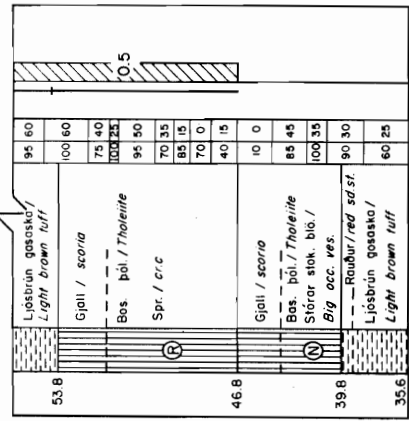 Ljósbrún gosaska/ 95 60
Light brown tuff
53.8
100 60
Gjall / scoria 75 40
100 25
Bas. þól./Tholeiite 95 50
Spr. / cr.c 70 35
85 15
R 70 0
40 15
46.8
Gjall / scoria 10 0
Bas. þól./Tholeiite 85 45
Stórar stak. blö./ 100 35
N Big occ. ves.
39.8
Rauður/red sd.st. 90 30
Ljósbrún gosaska/ 60 25
Light brown tuff
35.6
0.5